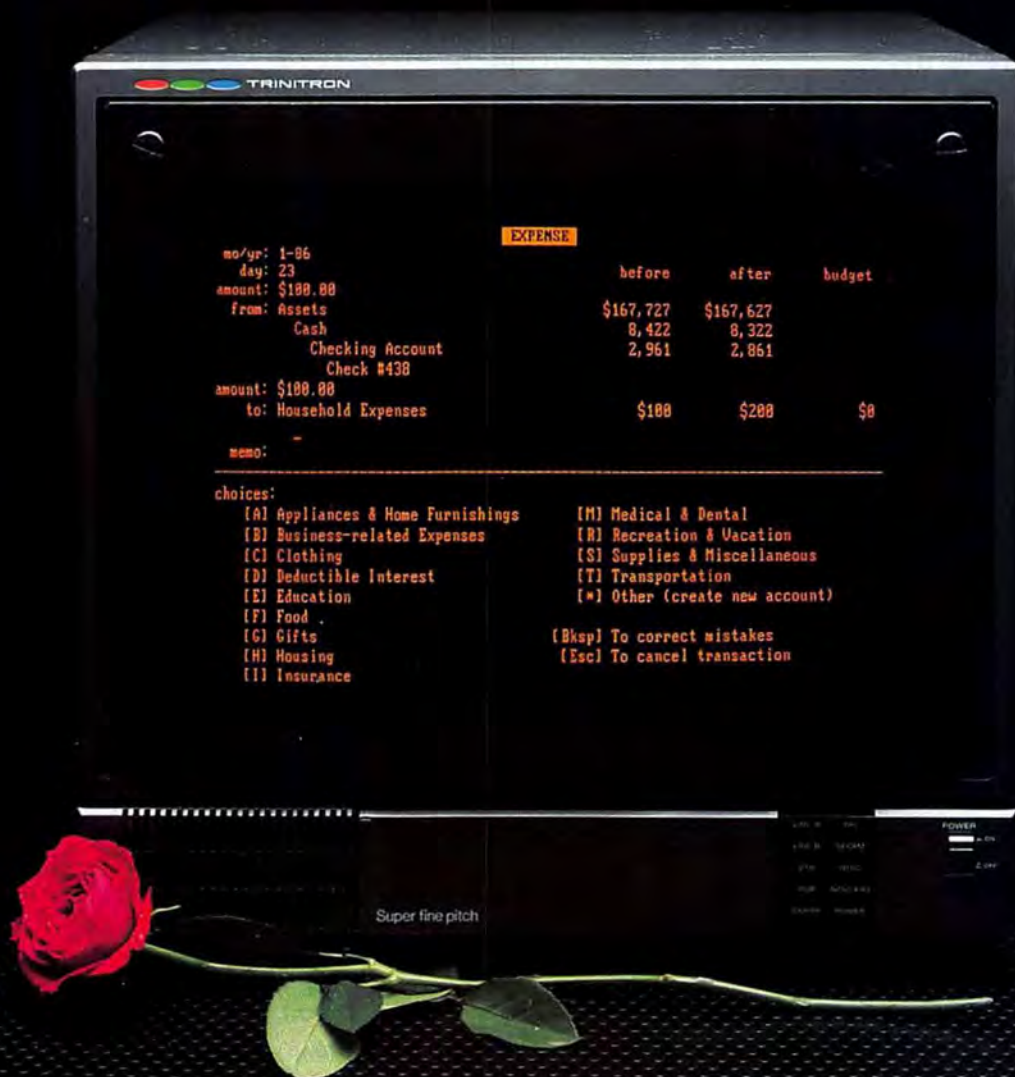 TRINITRON
EXPENSE
mo/yr: 1-86
day: 23 before after budget
amount: $100.00
from: Assets $167,727 $167,627
Cash 8,422 8,322
Checking Account 2,961 2,861
Check #438
amount: $100.00
to: Household Expenses $100 $200 $0
memo:
choices:
[A] Appliances & Home Furnishings [M] Medical & Dental
[B] Business-related Expenses [R] Recreation & Vacation
[C] Clothing [S] Supplies & Miscellaneous
[D] Deductible Interest [T] Transportation
[E] Education [*] Other (create new account)
[F] Food
[G] Gifts [Bksp] To correct mistakes
[H] Housing [Esc] To cancel transaction
[I] Insurance
POWER
ON
OFF
Super fine pitch